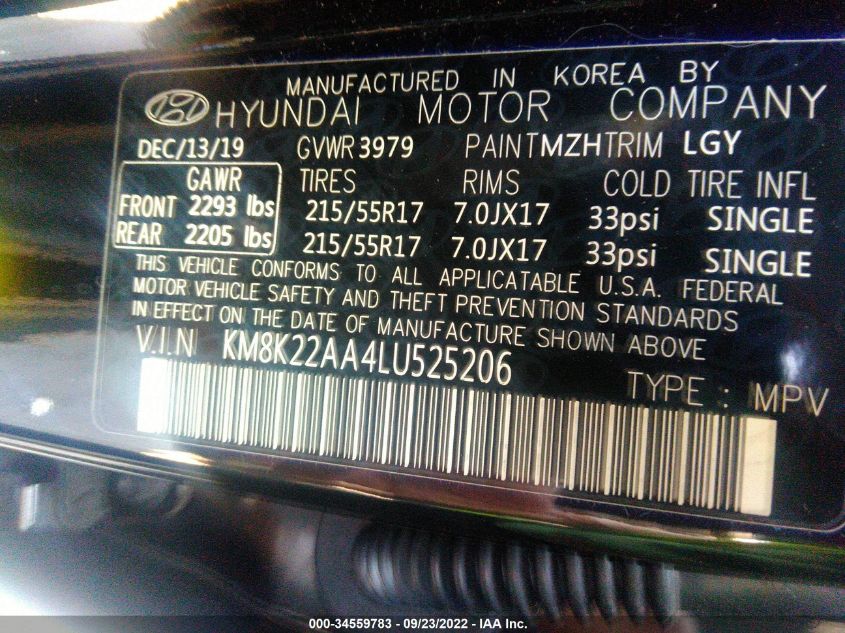 MANUFACTURED IN KOREA BY
HYUNDAI MOTOR COMPANY
DEC/13/19 GVWR 3979 PAINT MZH TRIM LGY
GAWR TIRES RIMS COLD TIRE INFL
FRONT 2293 lbs 215/55R17 7.0JX17 33psi SINGLE
REAR 2205 lbs 215/55R17 7.0JX17 33psi SINGLE
THIS VEHICLE CONFORMS TO ALL APPLICATABLE U.S.A. FEDERAL
MOTOR VEHICLE SAFETY AND THEFT PREVENTION STANDARDS
IN EFFECT ON THE DATE OF MANUFACTURE SHOWN ABOVE
V.I.N KM8K22AA4LU525206
TYPE : MPV
000-34559783 - 09/23/2022 - IAA Inc.